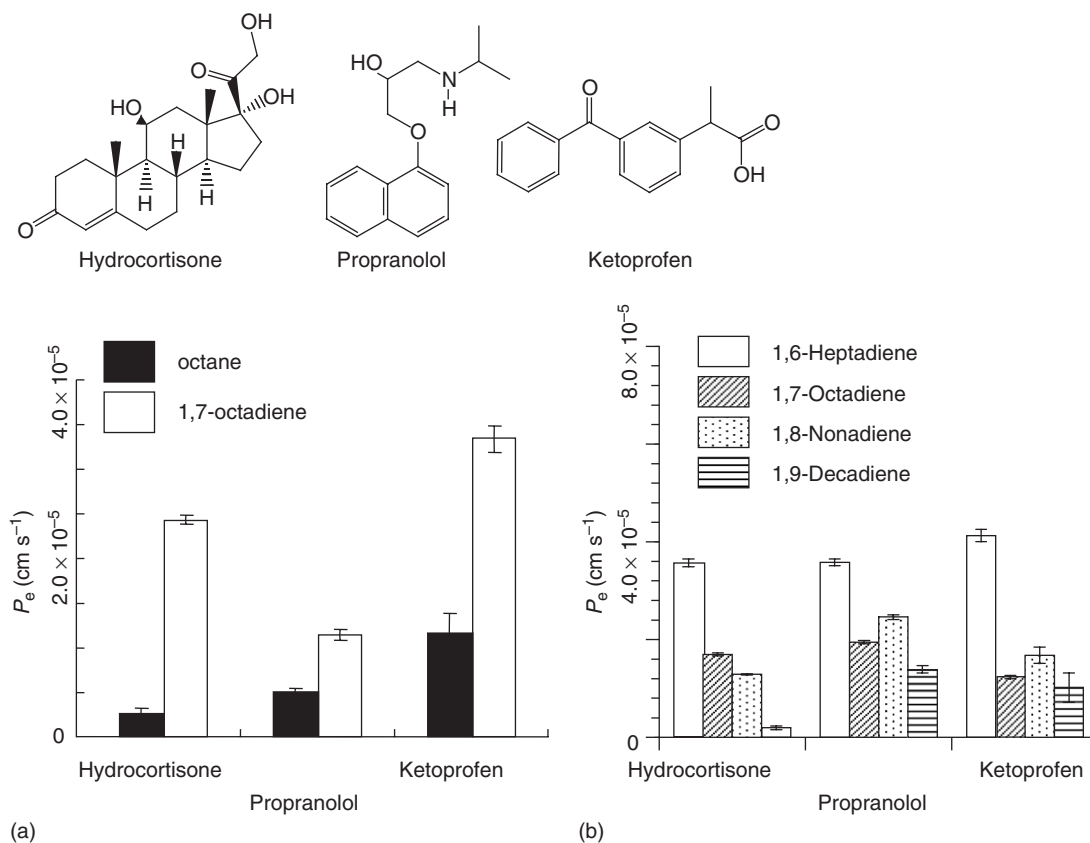 OH
O
HO
OH
H
H
H
O
Hydrocortisone
HO
N
H
O
Propranolol
O
O
OH
Ketoprofen
octane
1,7-octadiene
4.0 × 10⁻⁵
2.0 × 10⁻⁵
0
Pₑ (cm s⁻¹)
Hydrocortisone
Propranolol
Ketoprofen
(a)
1,6-Heptadiene
1,7-Octadiene
1,8-Nonadiene
1,9-Decadiene
8.0 × 10⁻⁵
4.0 × 10⁻⁵
0
Pₑ (cm s⁻¹)
Hydrocortisone
Propranolol
Ketoprofen
(b)